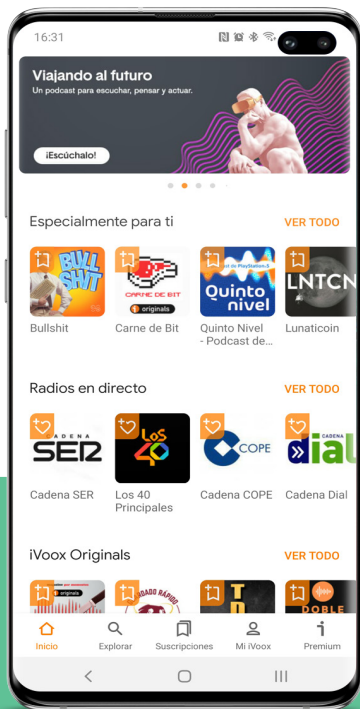 16:31
Viajando al futuro
Un podcast para escuchar, pensar y actuar.
¡Escúchalo!
Especialmente para ti
VER TODO
BULL
SHIT
CARNE DE BIT
originals
Quinto
nivel
LNTCN
Bullshit
Carne de Bit
Quinto Nivel
- Podcast de...
Lunaticoin
Radios en directo
VER TODO
CADENA
SER
LOS
40
COPE
CADENA
dial
Cadena SER
Los 40
Principales
Cadena COPE
Cadena Dial
iVoox Originals
VER TODO
originals
DOBLE
Inicio
Explorar
Suscripciones
Mi iVoox
Premium